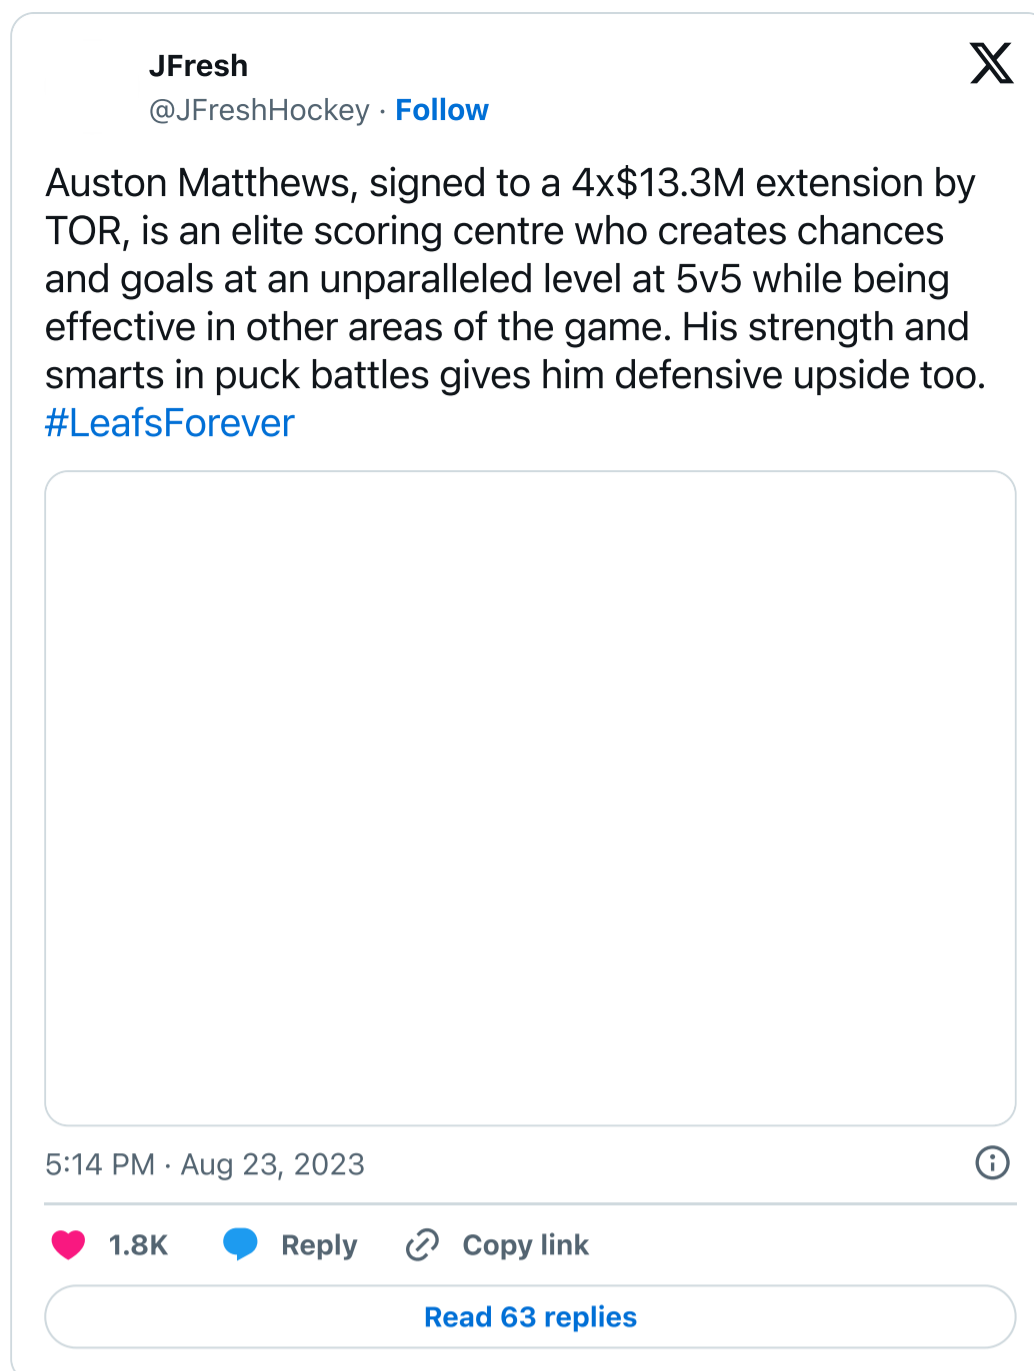 JFresh
@JFreshHockey · Follow
Auston Matthews, signed to a 4x$13.3M extension by
TOR, is an elite scoring centre who creates chances
and goals at an unparalleled level at 5v5 while being
effective in other areas of the game. His strength and
smarts in puck battles gives him defensive upside too.
#LeafsForever
5:14 PM · Aug 23, 2023
1.8K Reply Copy link
Read 63 replies